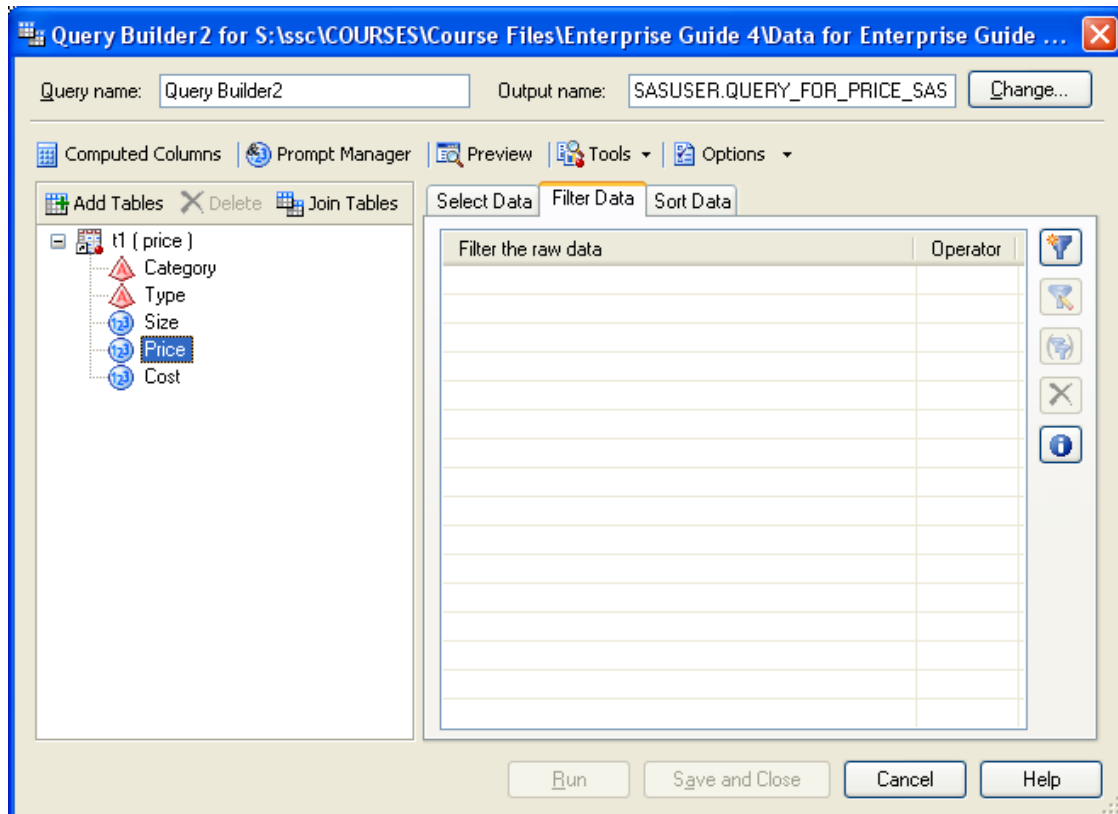 Query Builder2 for S:\ssc\COURSES\Course Files\Enterprise Guide 4\Data for Enterprise Guide ...
Query name: Query Builder2 Output name: SASUSER.QUERY_FOR_PRICE_SAS Change...
Computed Columns Prompt Manager Preview Tools Options
Add Tables Delete Join Tables Select Data Filter Data Sort Data
t1 ( price ) Filter the raw data Operator
Category
Type
Size
Price
Cost
Run Save and Close Cancel Help